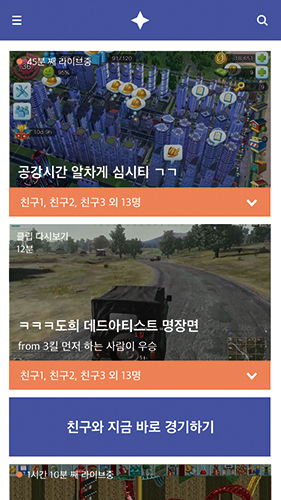 45분 째 라이브중
95%
91/120
10d 9h
공강시간 알차게 심시티 ㄱㄱ
친구1, 친구2, 친구3 외 13명
클립 다시보기
12분
ㅋㅋㅋ도희 데드아티스트 명장면
from 3킬 먼저 하는 사람이 우승
친구1, 친구2, 친구3 외 13명
친구와 지금 바로 경기하기
1시간 10분 째 라이브중